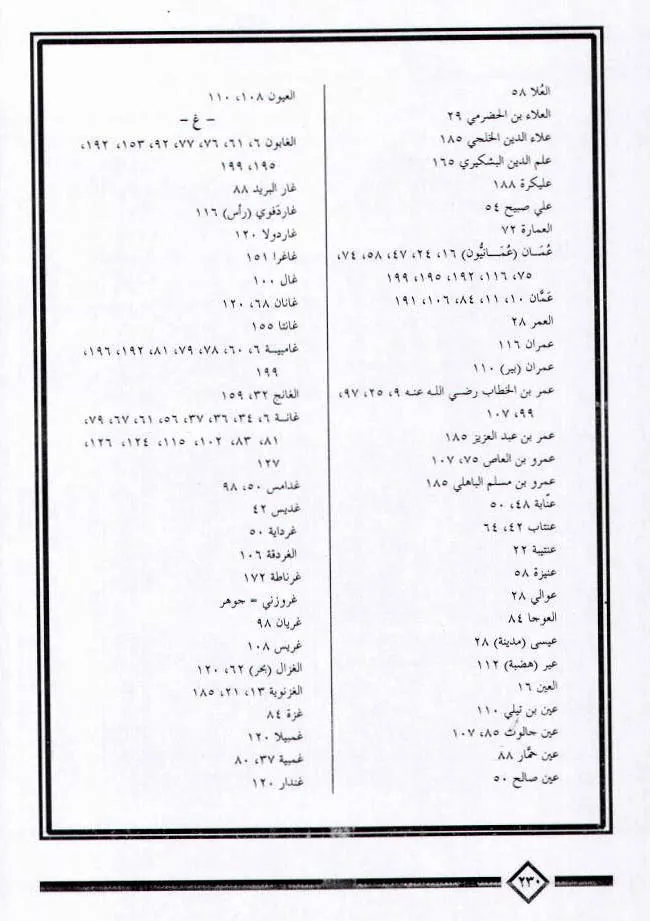 العُلا ٥٨
العلاء بن الحضرمي ٢٩
علاء الدين الخلجي ١٨٥
علم الدين البشكيري ١٦٥
عليكرة ١٨٨
علي صبيح ٥٤
العمارة ٧٢
عُمَـان (عُمَـانيُّون) ١٦، ٢٤، ٤٧، ٥٨، ٧٤،
٧٥، ١١٦، ١٩٢، ١٩٥، ١٩٩
عَمَّان ١٠، ١١، ٨٤، ١٠٦، ١٩١
العمر ٢٨
عمران ١١٦
عمران (بير) ١١٠
عمر بن الخطاب رضـي اللـه عنـه ٩، ٢٥، ٩٧،
٩٩، ١٠٧
عمر بن عبد العزيز ١٨٥
عمرو بن العاص ٧٥، ١٠٧
عمرو بن مسلم الباهلي ١٨٥
عنّابة ٤٨، ٥٠
عنتاب ٤٢، ٦٤
عنتيبة ٢٢
عنيزة ٥٨
عوالي ٢٨
العوجا ٨٤
عيسى (مدينة) ٢٨
عير (هضبة) ١١٢
العين ١٦
عين بن تيلي ١١٠
عين جالوت ٨٥، ١٠٧
عين حمَّار ٨٨
عين صالح ٥٠
العيون ١٠٨، ١١٠
- غ -
الغابون ٦، ٦١، ٧٦، ٧٧، ٩٢، ١٥٣، ١٩٢،
١٩٥، ١٩٩
غار البريد ٨٨
غاردَفوي (رأس) ١١٦
غاردولا ١٢٠
غاغرا ١٥١
غال ١٠٠
غانان ٦٨، ١٢٠
غانتا ١٥٥
غامبيـة ٦، ٦٠، ٧٨، ٧٩، ٨١، ١٩٢، ١٩٦،
١٩٩
الغانج ٣٢، ١٥٩
غانـة ٦، ٣٤، ٣٦، ٣٧، ٥٦، ٦١، ٦٧، ٧٩،
٨١، ٨٣، ١٠٢، ١١٥، ١٢٤، ١٢٦،
١٢٧
غدامس ٥٠، ٩٨
غديس ٤٢
غرداية ٥٠
الغردقة ١٠٦
غرناطة ١٧٢
غروزني = جوهر
غريان ٩٨
غريس ١٠٨
الغزال (بحر) ٦٢، ١٢٠
الغزنوية ١٣، ٢١، ١٨٥
غزة ٨٤
غمبيلا ١٢٠
غمبية ٣٧، ٨٠
غندار ١٢٠
٢٣٠